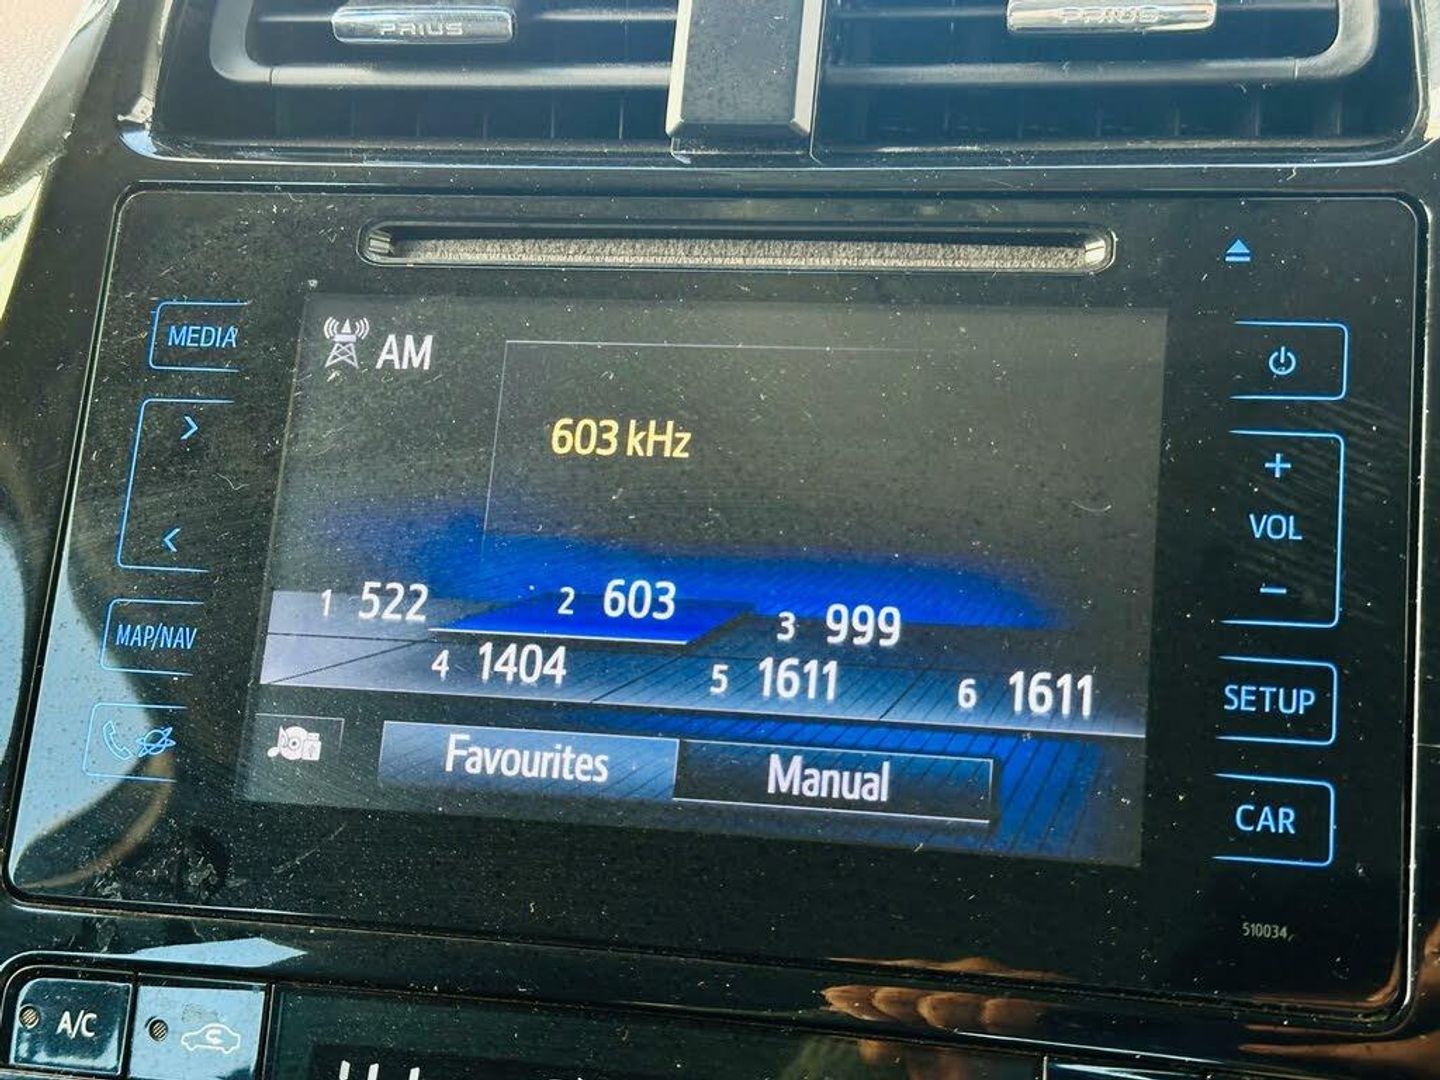 PRIUS
PRIUS
MEDIA
AM
603 kHz
1 522
2 603
3 999
4 1404
5 1611
6 1611
Favourites
Manual
MAP/NAV
+
VOL
−
SETUP
CAR
510034
A/C